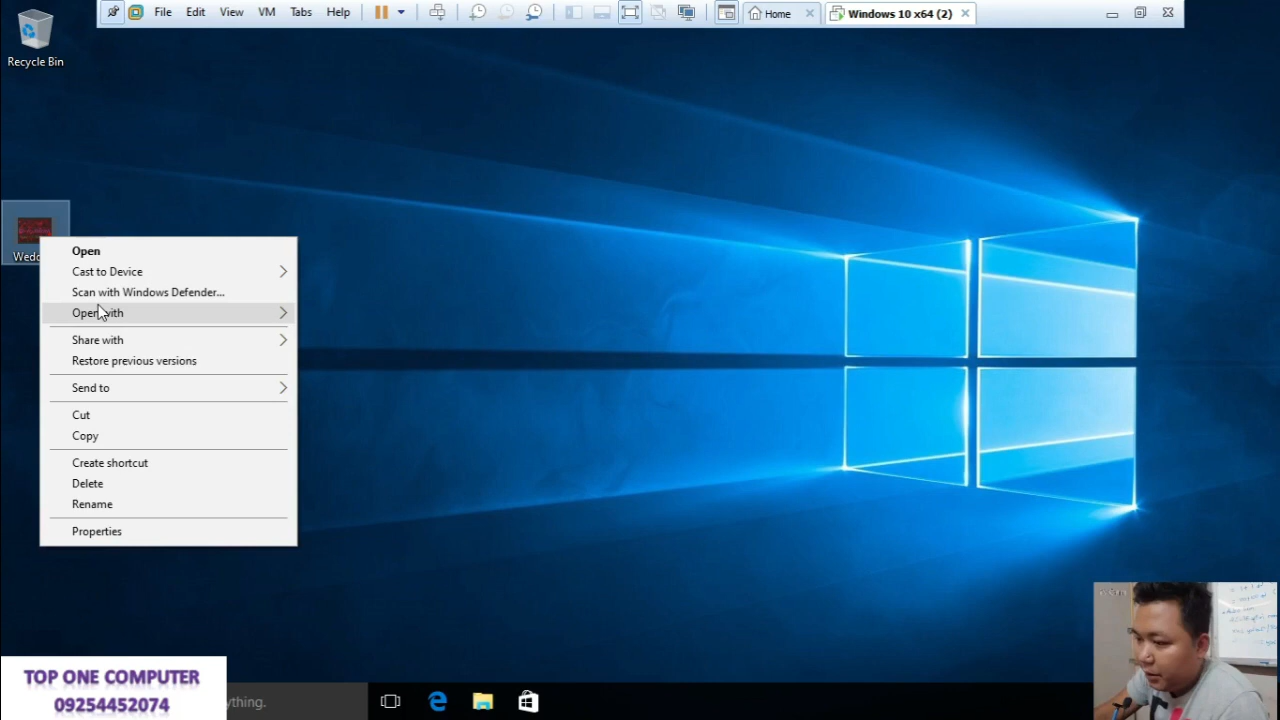 File Edit View VM Tabs Help
Home
Windows 10 x64 (2)
Recycle Bin
Open
Cast to Device
Scan with Windows Defender...
Open with
Share with
Restore previous versions
Send to
Cut
Copy
Create shortcut
Delete
Rename
Properties
TOP ONE COMPUTER
09254452074